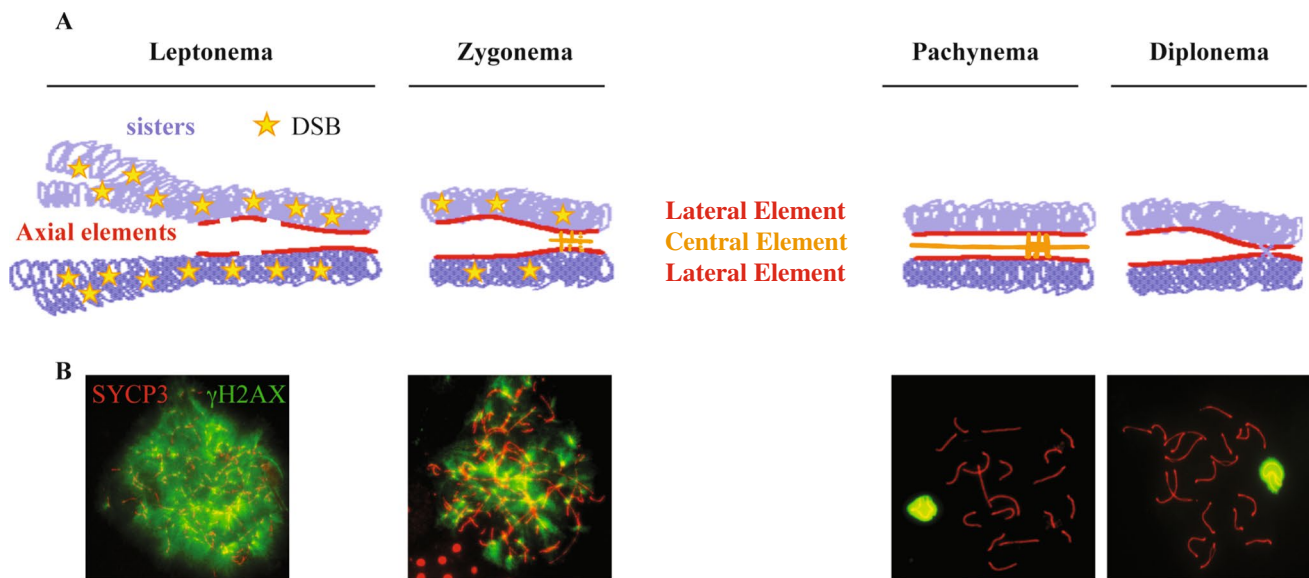 A
Leptonema
Zygonema
Pachynema
Diplonema
sisters
DSB
Axial elements
Lateral Element
Central Element
Lateral Element
B
SYCP3
γH2AX